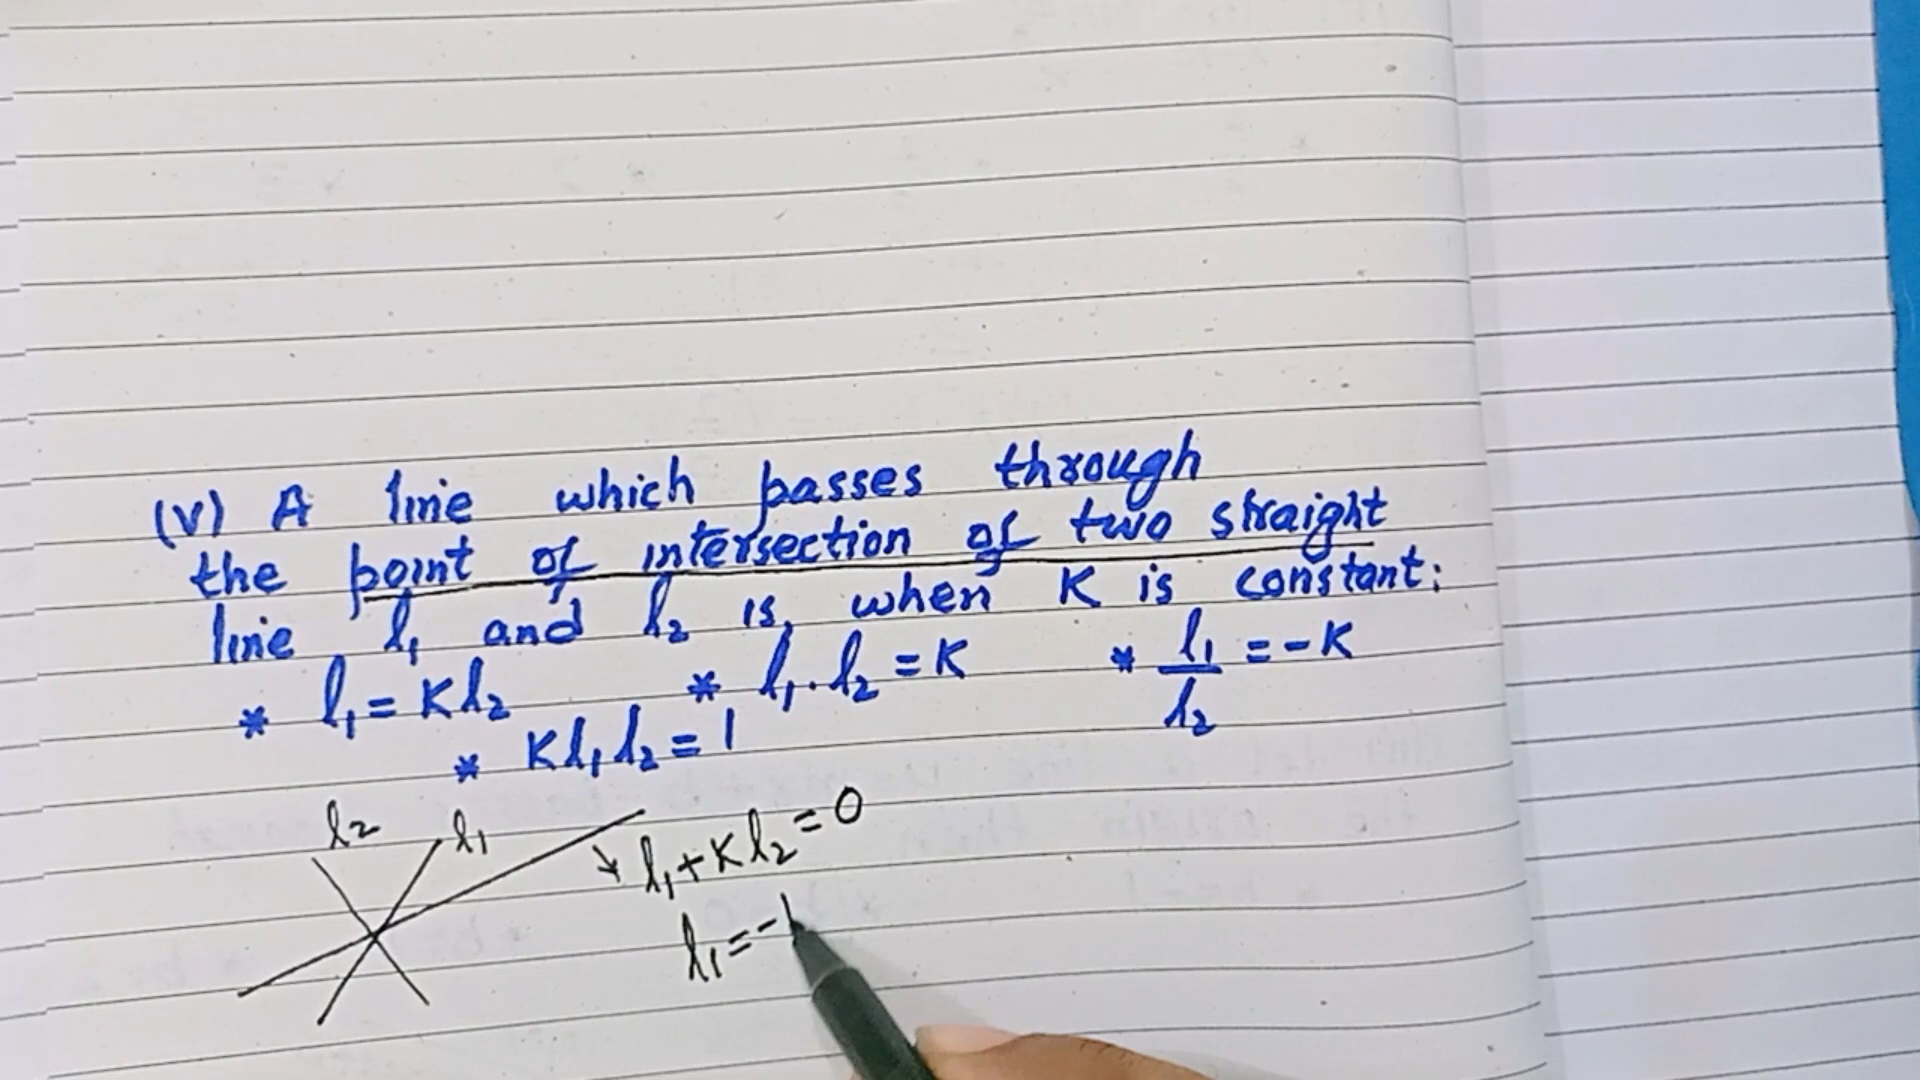 (V) A line which passes through
the point of intersection of two straight
line l₁ and l₂ is, when K is constant:
* l₁ = Kl₂ * l₁.l₂ = K * l₁/l₂ = -K
* Kl₁l₂ = 1
l₂ l₁
l₁+Kl₂=0
l₁=-